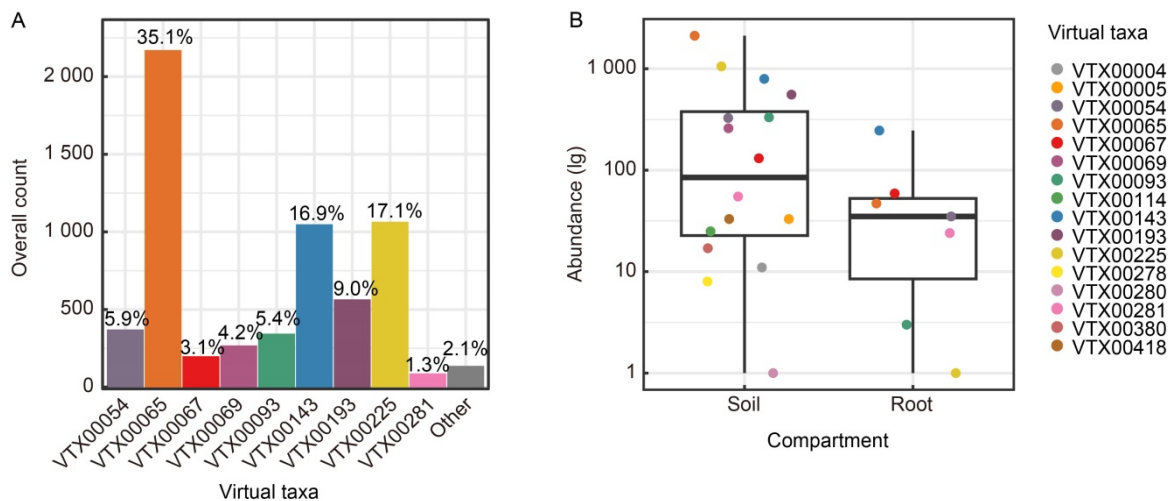 A
Overall count
2 000
1 500
1 000
500
0
5.9%
35.1%
3.1%
4.2%
5.4%
16.9%
9.0%
17.1%
1.3%
2.1%
VTX00054
VTX00065
VTX00067
VTX00069
VTX00093
VTX00143
VTX00193
VTX00225
VTX00281
Other
Virtual taxa
B
Abundance (lg)
1 000
100
10
1
Soil
Root
Compartment
Virtual taxa
VTX00004
VTX00005
VTX00054
VTX00065
VTX00067
VTX00069
VTX00093
VTX00114
VTX00143
VTX00193
VTX00225
VTX00278
VTX00280
VTX00281
VTX00380
VTX00418